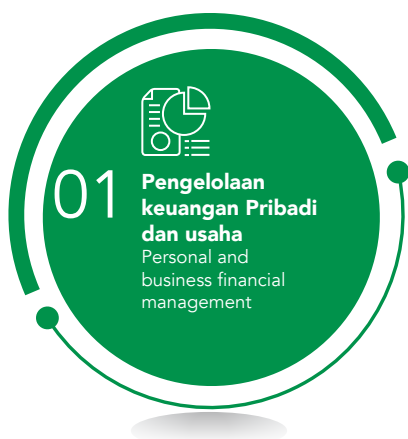 01
Pengelolaan
keuangan Pribadi
dan usaha
Personal and
business financial
management